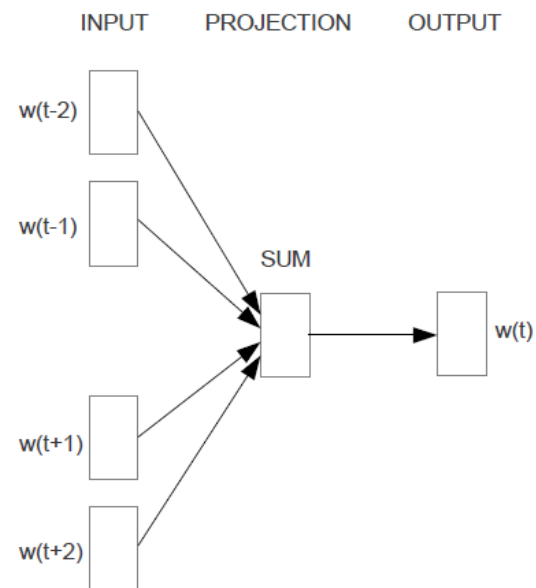 INPUT PROJECTION OUTPUT
w(t-2)
w(t-1)
SUM
w(t)
w(t+1)
w(t+2)